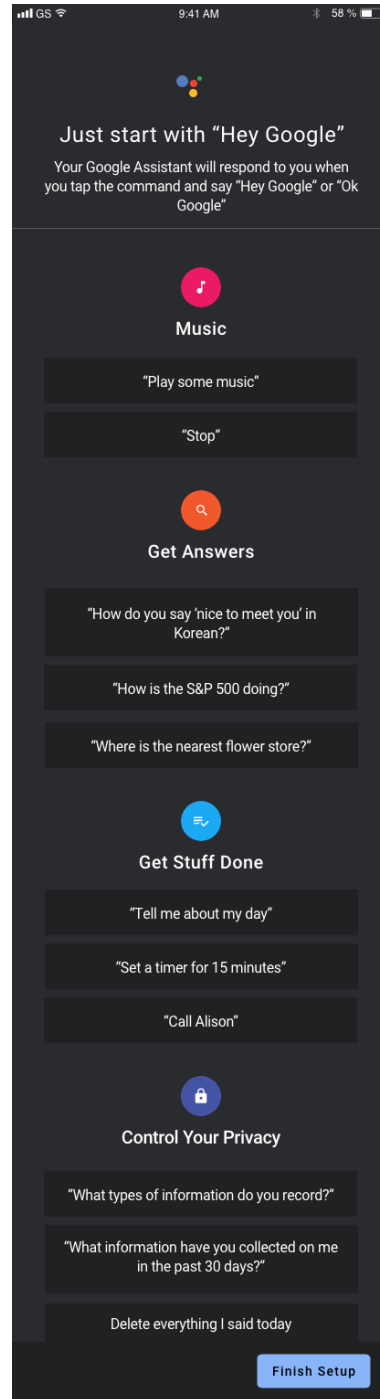 GS 9:41 AM 58 %
Just start with “Hey Google”
Your Google Assistant will respond to you when
you tap the command and say “Hey Google” or “Ok
Google”
Music
“Play some music”
“Stop”
Get Answers
“How do you say ‘nice to meet you’ in
Korean?”
“How is the S&P 500 doing?”
“Where is the nearest flower store?”
Get Stuff Done
“Tell me about my day”
“Set a timer for 15 minutes”
“Call Alison”
Control Your Privacy
“What types of information do you record?”
“What information have you collected on me
in the past 30 days?”
Delete everything I said today
Finish Setup